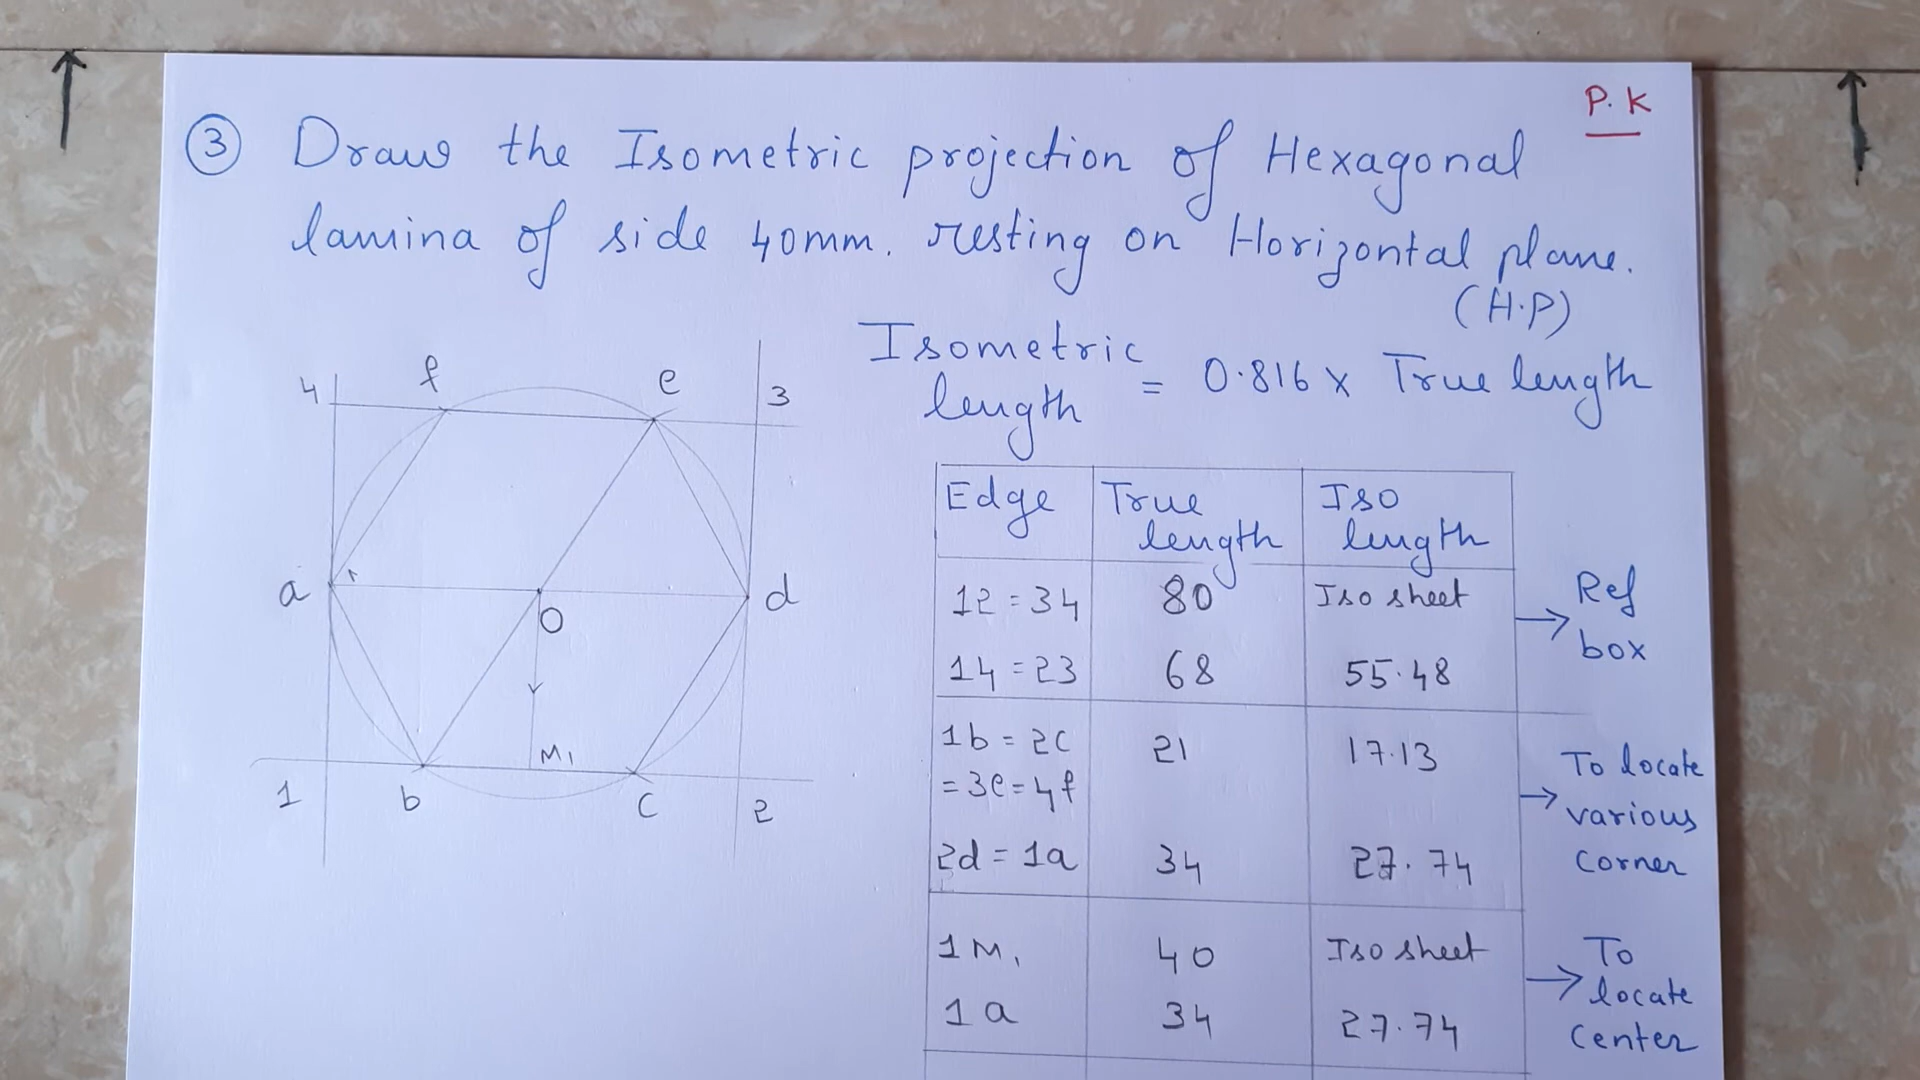 P.K
③ Draw the Isometric projection of Hexagonal
lamina of side 40mm. resting on Horizontal plane.
(H.P)
Isometric length = 0.816 x True length
4 f e 3
a O d
M1
1 b c 2
Edge True length Iso length
12 = 34 80 Iso sheet
14 = 23 68 55.48
→ Ref box
1b = 2c = 3e = 4f 21 17.13
2d = 1a 34 27.74
→ To locate various corner
1M1 40 Iso sheet
1a 34 27.74
→ To locate center